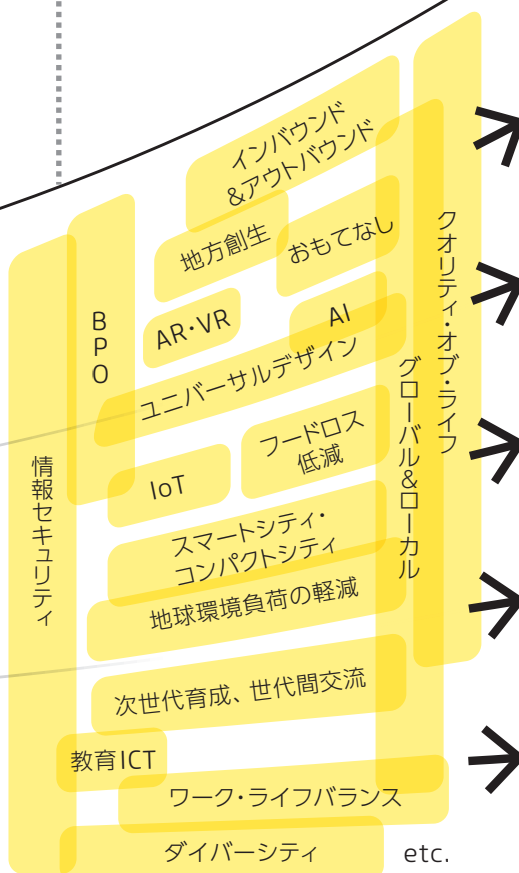 インバウンド
&アウトバウンド
地方創生
おもてなし
クオリティ・オブ・ライフ
BPO
AR・VR
AI
ユニバーサルデザイン
グローバル&ローカル
フードロス
低減
IoT
情報セキュリティ
スマートシティ・
コンパクトシティ
地球環境負荷の軽減
次世代育成、世代間交流
教育ICT
ワーク・ライフバランス
ダイバーシティ
etc.